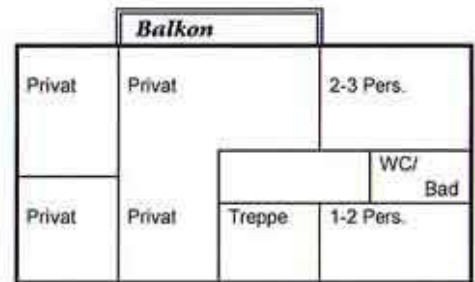 Balkon
Privat Privat 2-3 Pers.
WC/
Bad
Privat Privat Treppe 1-2 Pers.